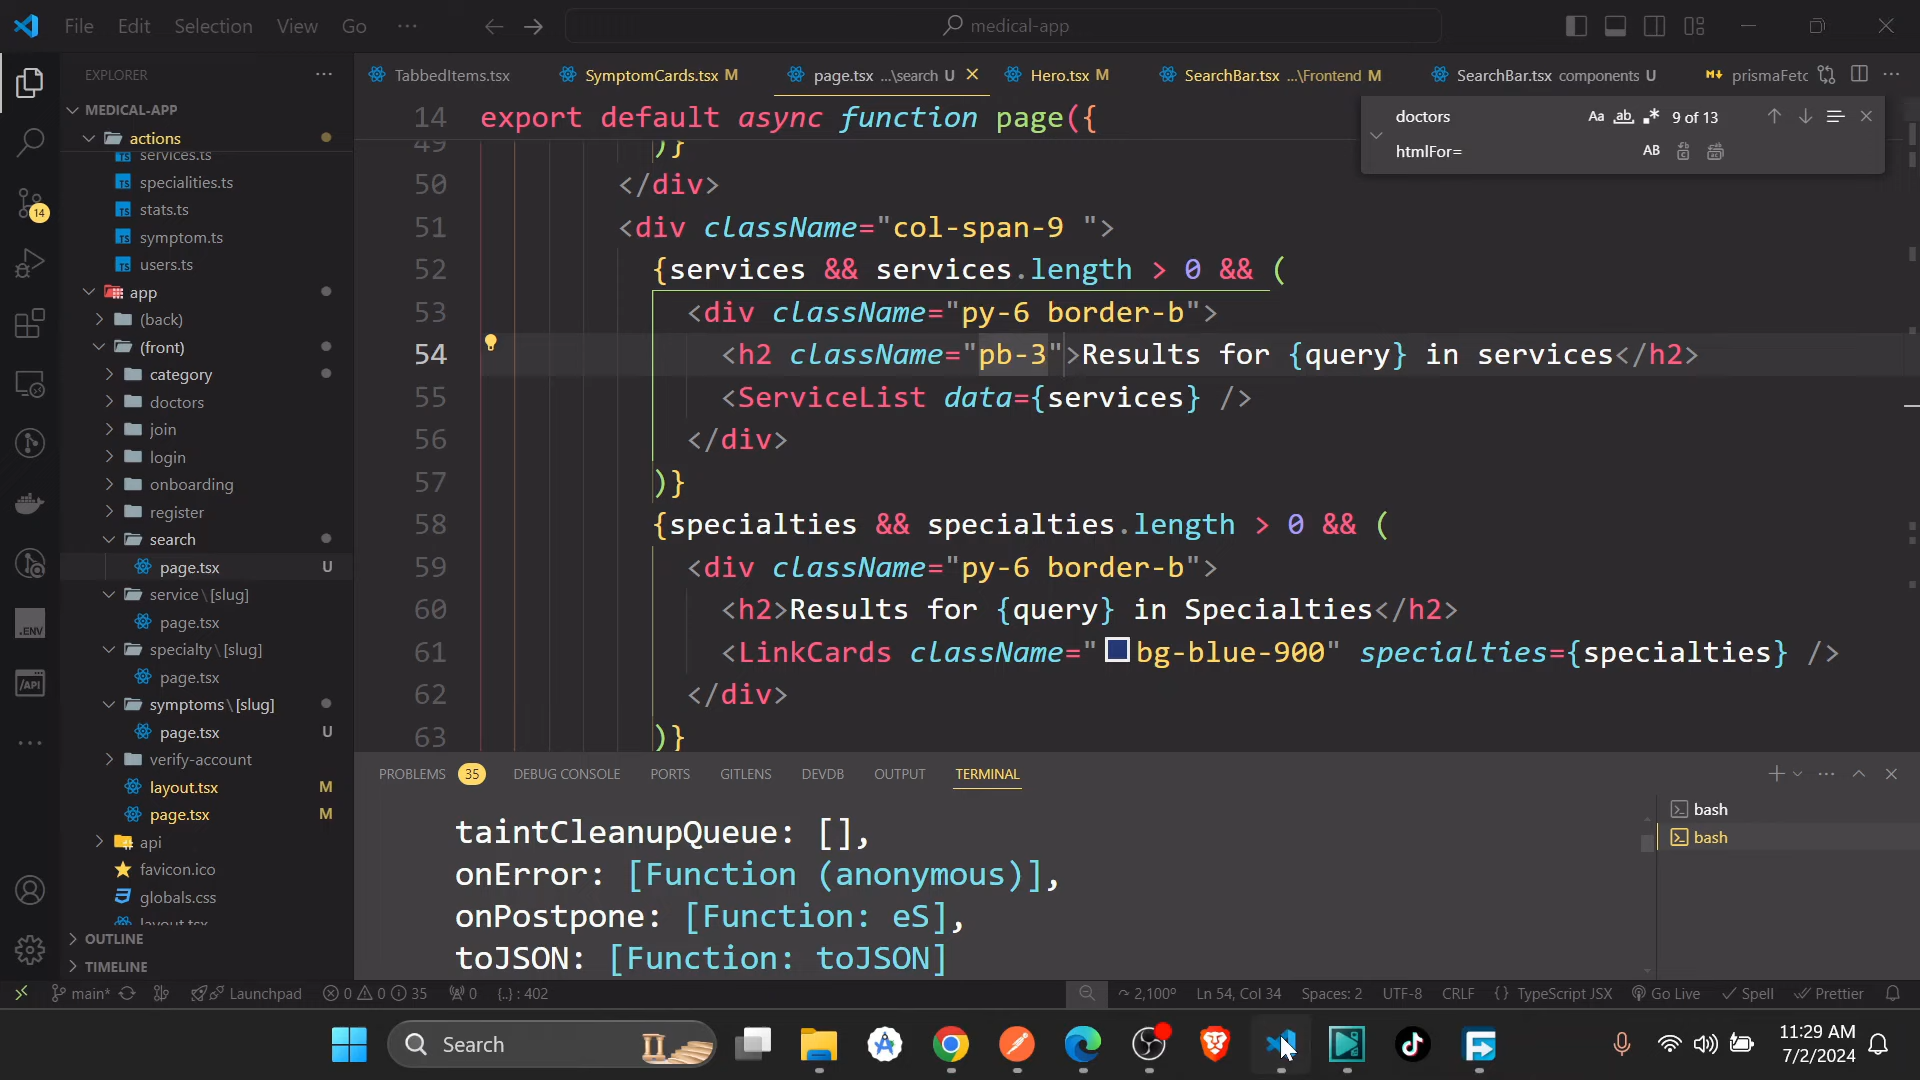 File Edit Selection View Go ···
medical-app
EXPLORER ···
MEDICAL-APP
actions
services.ts
specialities.ts
stats.ts
symptom.ts
users.ts
app
(back)
(front)
category
doctors
join
login
onboarding
register
search
page.tsx U
service\[slug]
page.tsx
specialty\[slug]
page.tsx
symptoms\[slug]
page.tsx U
verify-account
layout.tsx M
page.tsx M
api
favicon.ico
globals.css
layout.tsx
OUTLINE
TIMELINE
14
.ENV
/API
TabbedItems.tsx SymptomCards.tsx M page.tsx ...\search U Hero.tsx M SearchBar.tsx ...\Frontend M SearchBar.tsx components U prismaFetc ···
doctors Aa ab 9 of 13
htmlFor= AB
14 export default async function page({
49 )}
50 </div>
51 <div className="col-span-9 ">
52 {services && services.length > 0 && (
53 <div className="py-6 border-b">
54 <h2 className="pb-3">Results for {query} in services</h2>
55 <ServiceList data={services} />
56 </div>
57 )}
58 {specialties && specialties.length > 0 && (
59 <div className="py-6 border-b">
60 <h2>Results for {query} in Specialties</h2>
61 <LinkCards className="bg-blue-900" specialties={specialties} />
62 </div>
63 )}
PROBLEMS 35 DEBUG CONSOLE PORTS GITLENS DEVDB OUTPUT TERMINAL
taintCleanupQueue: [],
onError: [Function (anonymous)],
onPostpone: [Function: eS],
toJSON: [Function: toJSON]
bash
bash
main* Launchpad 0 0 35 0 {..} : 402 2,100º Ln 54, Col 34 Spaces: 2 UTF-8 CRLF {} TypeScript JSX Go Live Spell Prettier
Search
11:29 AM
7/2/2024